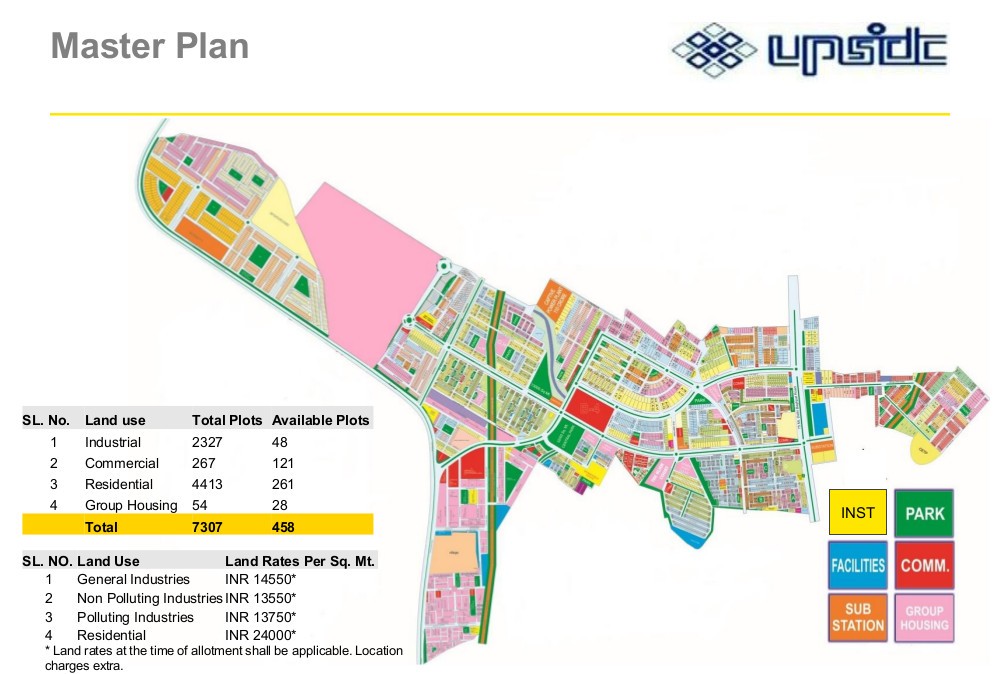 Master Plan
upsidc
SL. No. Land use Total Plots Available Plots
1 Industrial 2327 48
2 Commercial 267 121
3 Residential 4413 261
4 Group Housing 54 28
Total 7307 458
SL. NO. Land Use Land Rates Per Sq. Mt.
1 General Industries INR 14550*
2 Non Polluting Industries INR 13550*
3 Polluting Industries INR 13750*
4 Residential INR 24000*
* Land rates at the time of allotment shall be applicable. Location
charges extra.
INST PARK
FACILITIES COMM.
SUB
STATION
GROUP
HOUSING